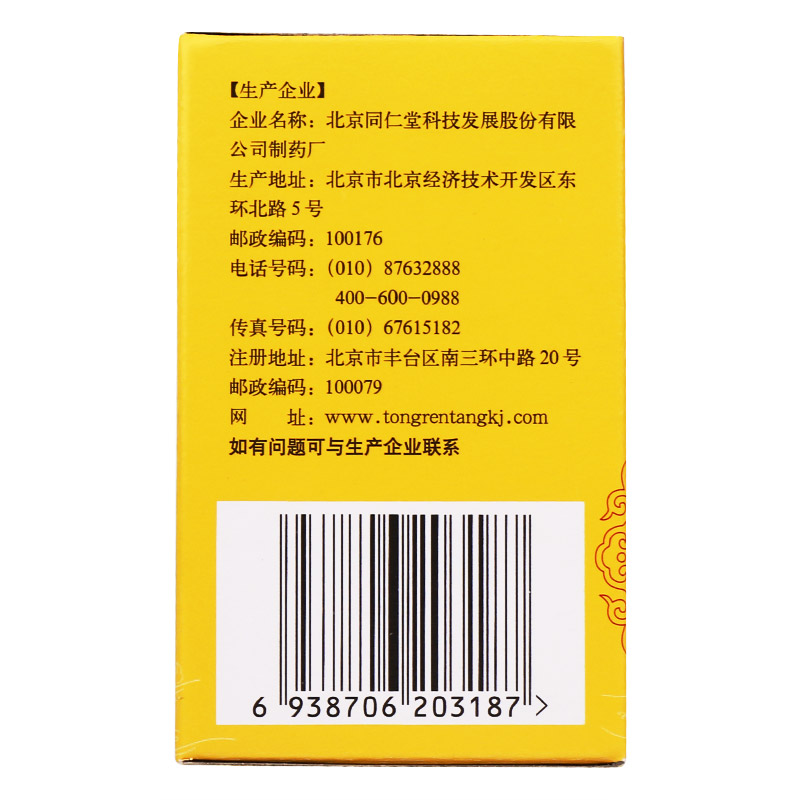 【生产企业】
企业名称：北京同仁堂科技发展股份有限
公司制药厂
生产地址：北京市北京经济技术开发区东
环北路 5 号
邮政编码：100176
电话号码：（010）87632888
400-600-0988
传真号码：（010）67615182
注册地址：北京市丰台区南三环中路 20 号
邮政编码：100079
网　　址：www.tongrentangkj.com
如有问题可与生产企业联系
6 938706 203187 >